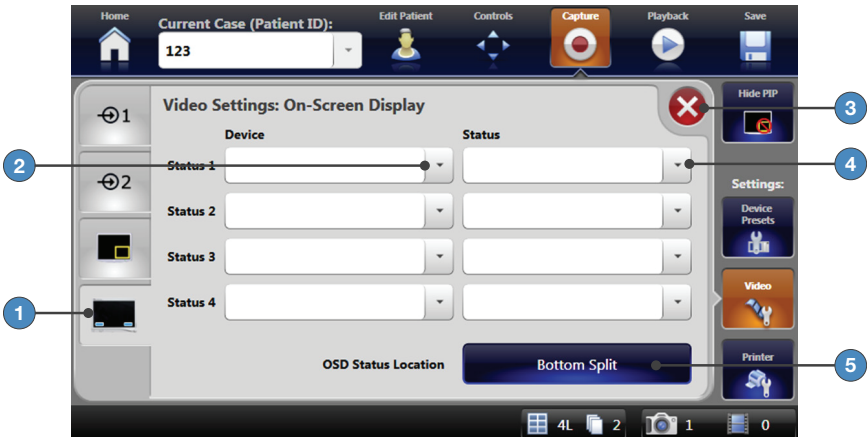 Home
Current Case (Patient ID):
Edit Patient
Controls
Capture
Playback
Save
123
Video Settings: On-Screen Display
Hide PIP
1
Device
Status
3
2
Status 1
4
2
Settings:
Status 2
Device
Presets
Status 3
Video
1
Status 4
OSD Status Location
Bottom Split
Printer
5
4L
2
1
0